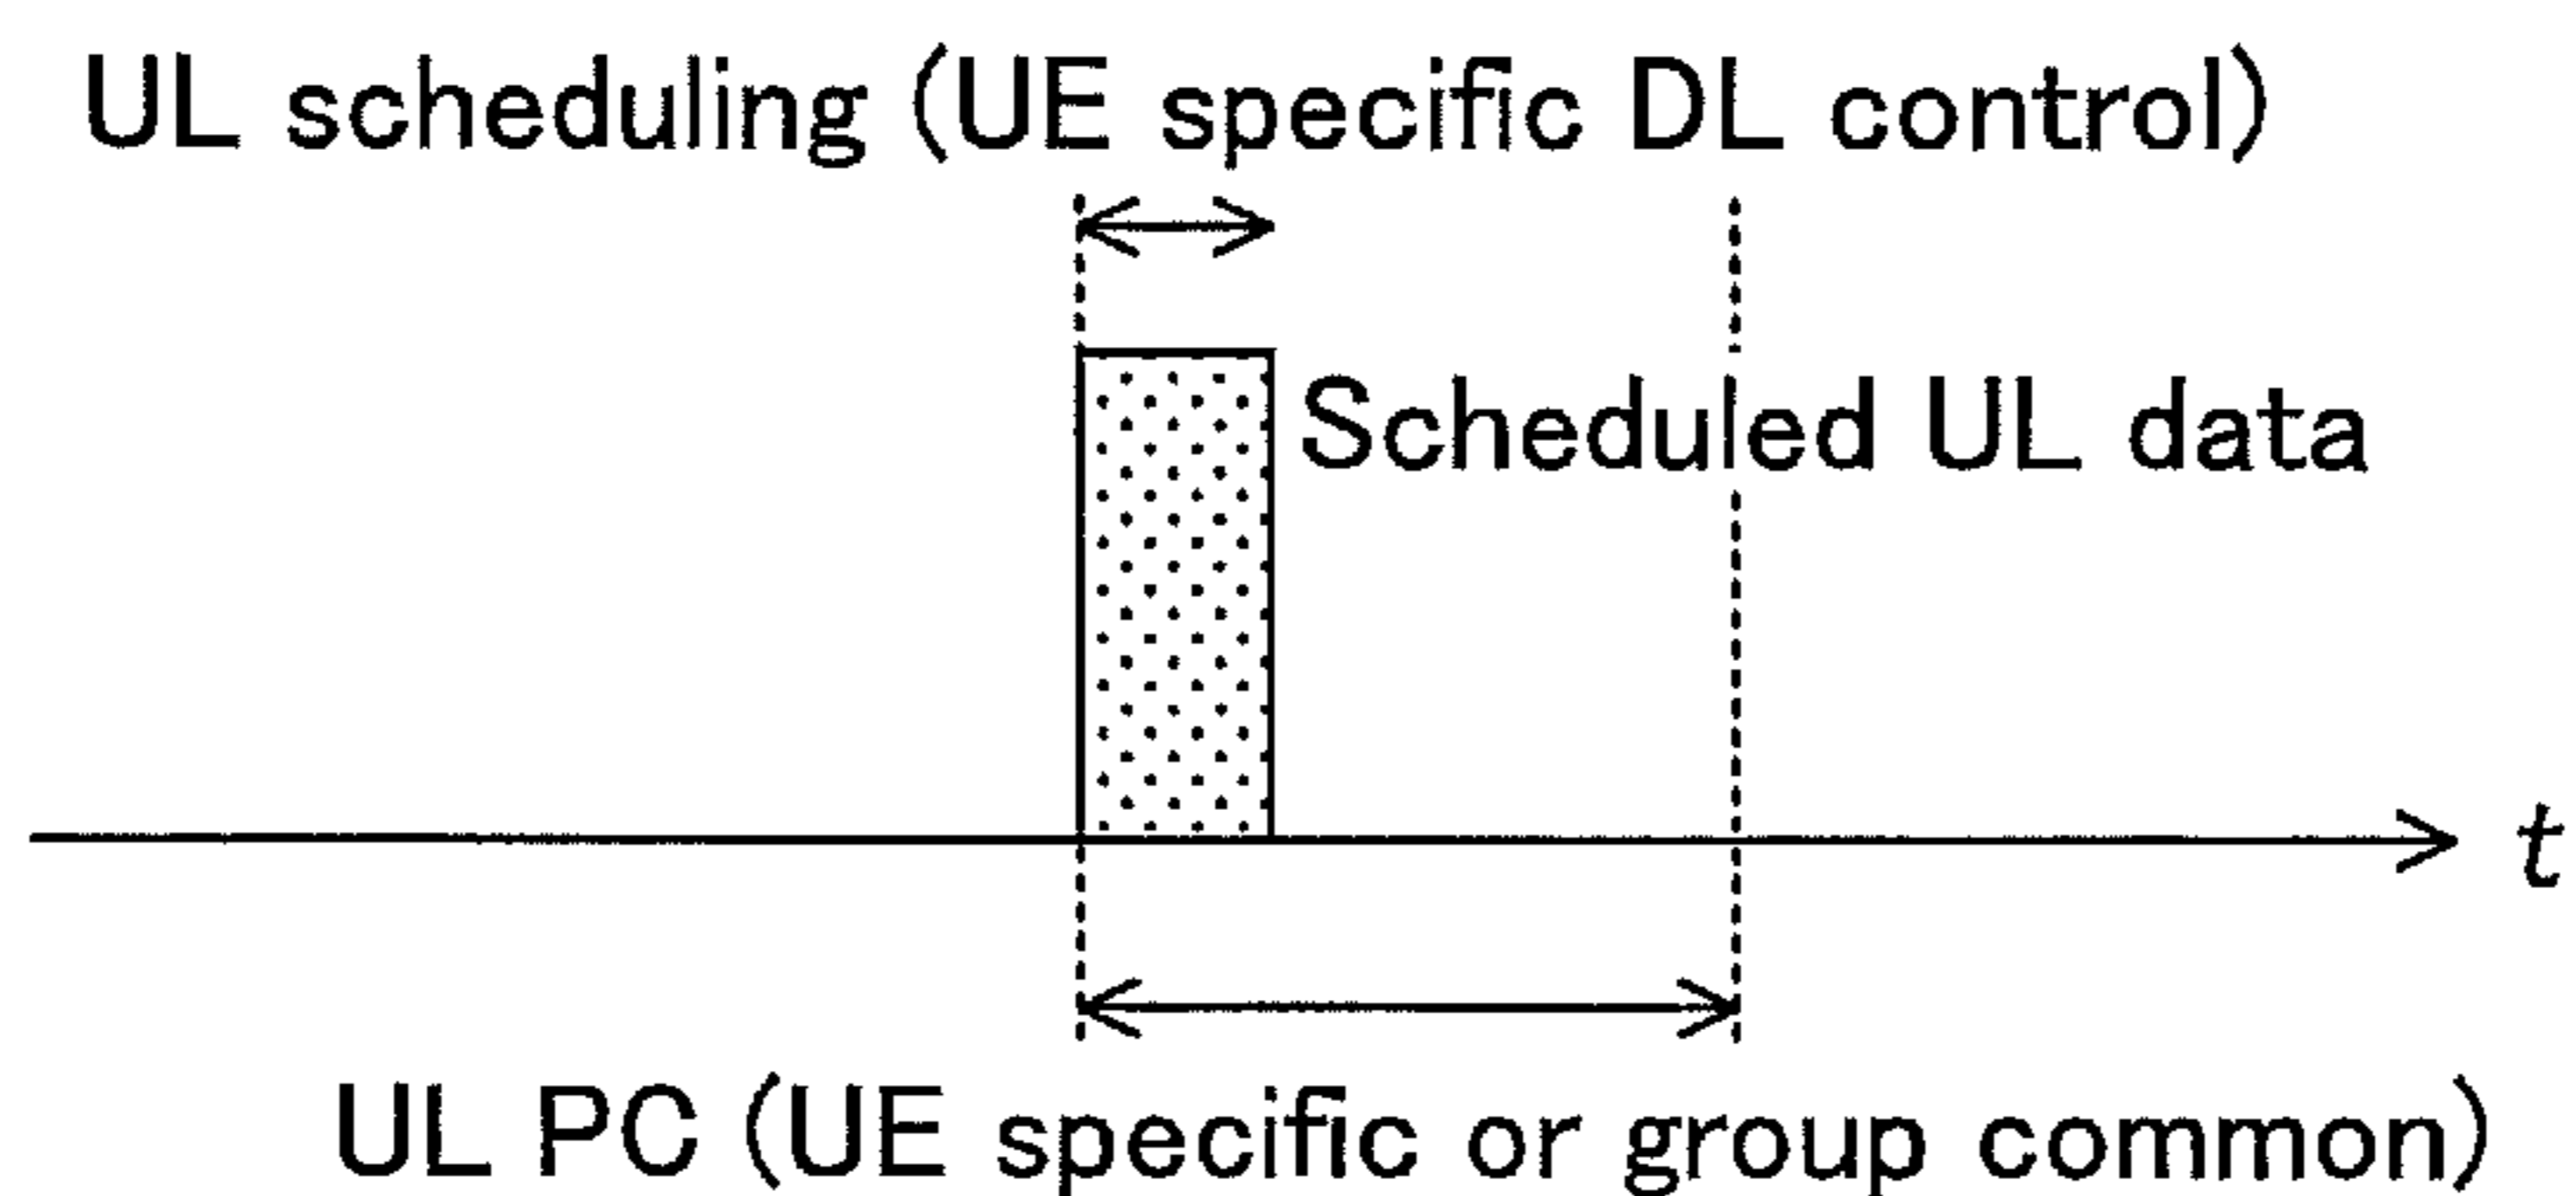 UL scheduling (UE specific DL control)
Scheduled UL data
t
UL PC (UE specific or group common)